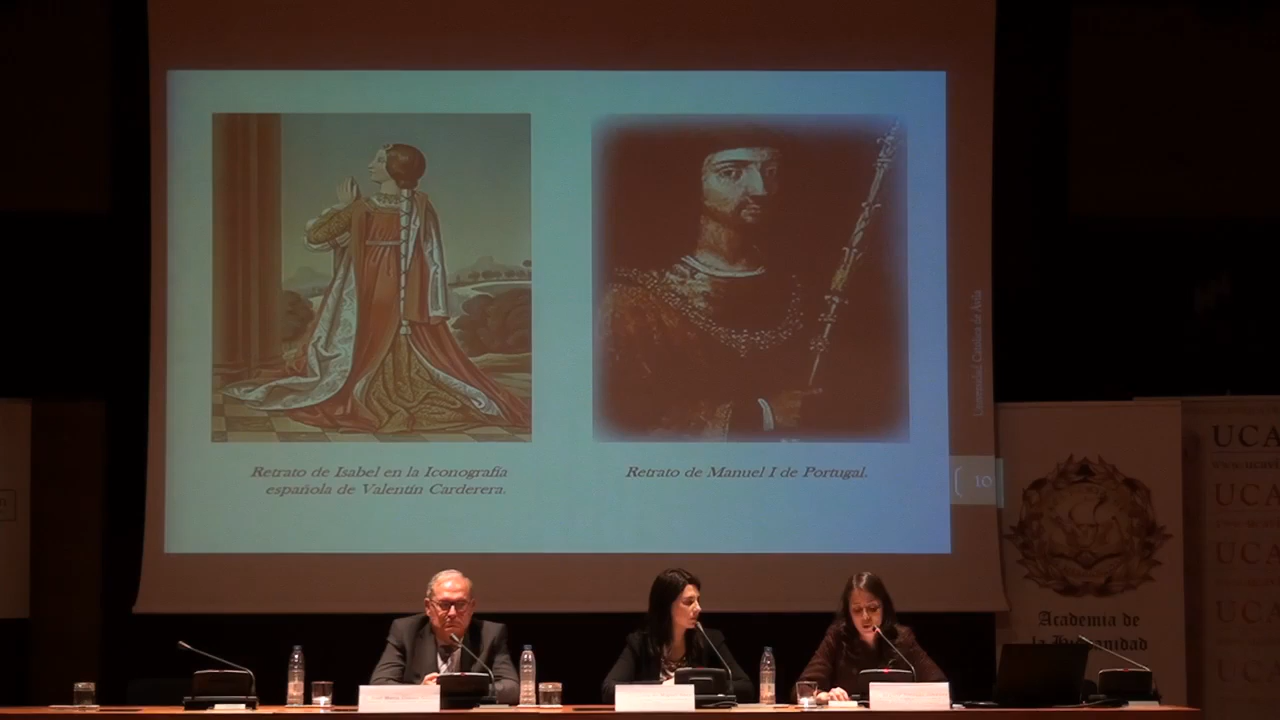 Retrato de Isabel en la Iconografía
española de Valentín Carderera.
Retrato de Manuel I de Portugal.
10
Universidad Católica de Ávila
Academia de
la Humanidad
UCA
UCA
UCA
UCA
UCA